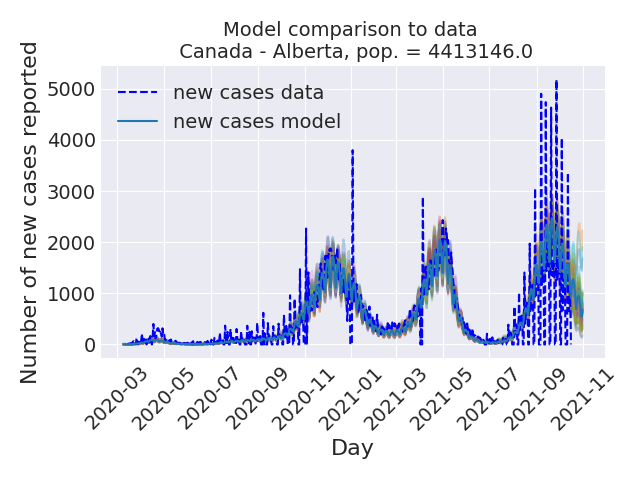 Model comparison to data
Canada - Alberta, pop. = 4413146.0
Number of new cases reported
5000
4000
3000
2000
1000
0
new cases data
new cases model
2020-03
2020-05
2020-07
2020-09
2020-11
2021-01
2021-03
2021-05
2021-07
2021-09
2021-11
Day